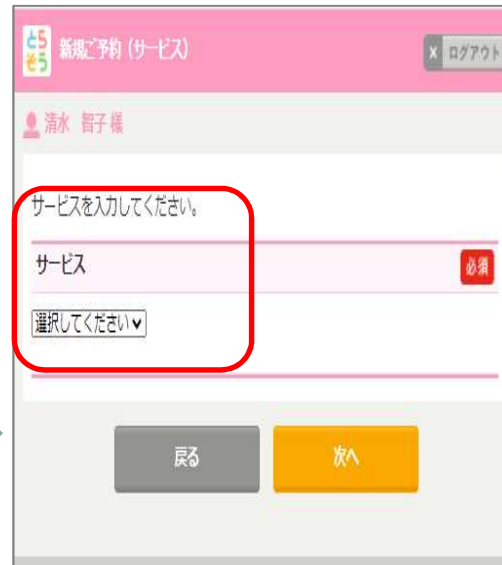 とら
そう
新規ご予約（サービス）
× ログアウト
清水 智子 様
サービスを入力してください。
サービス
必須
選択してください
戻る
次へ